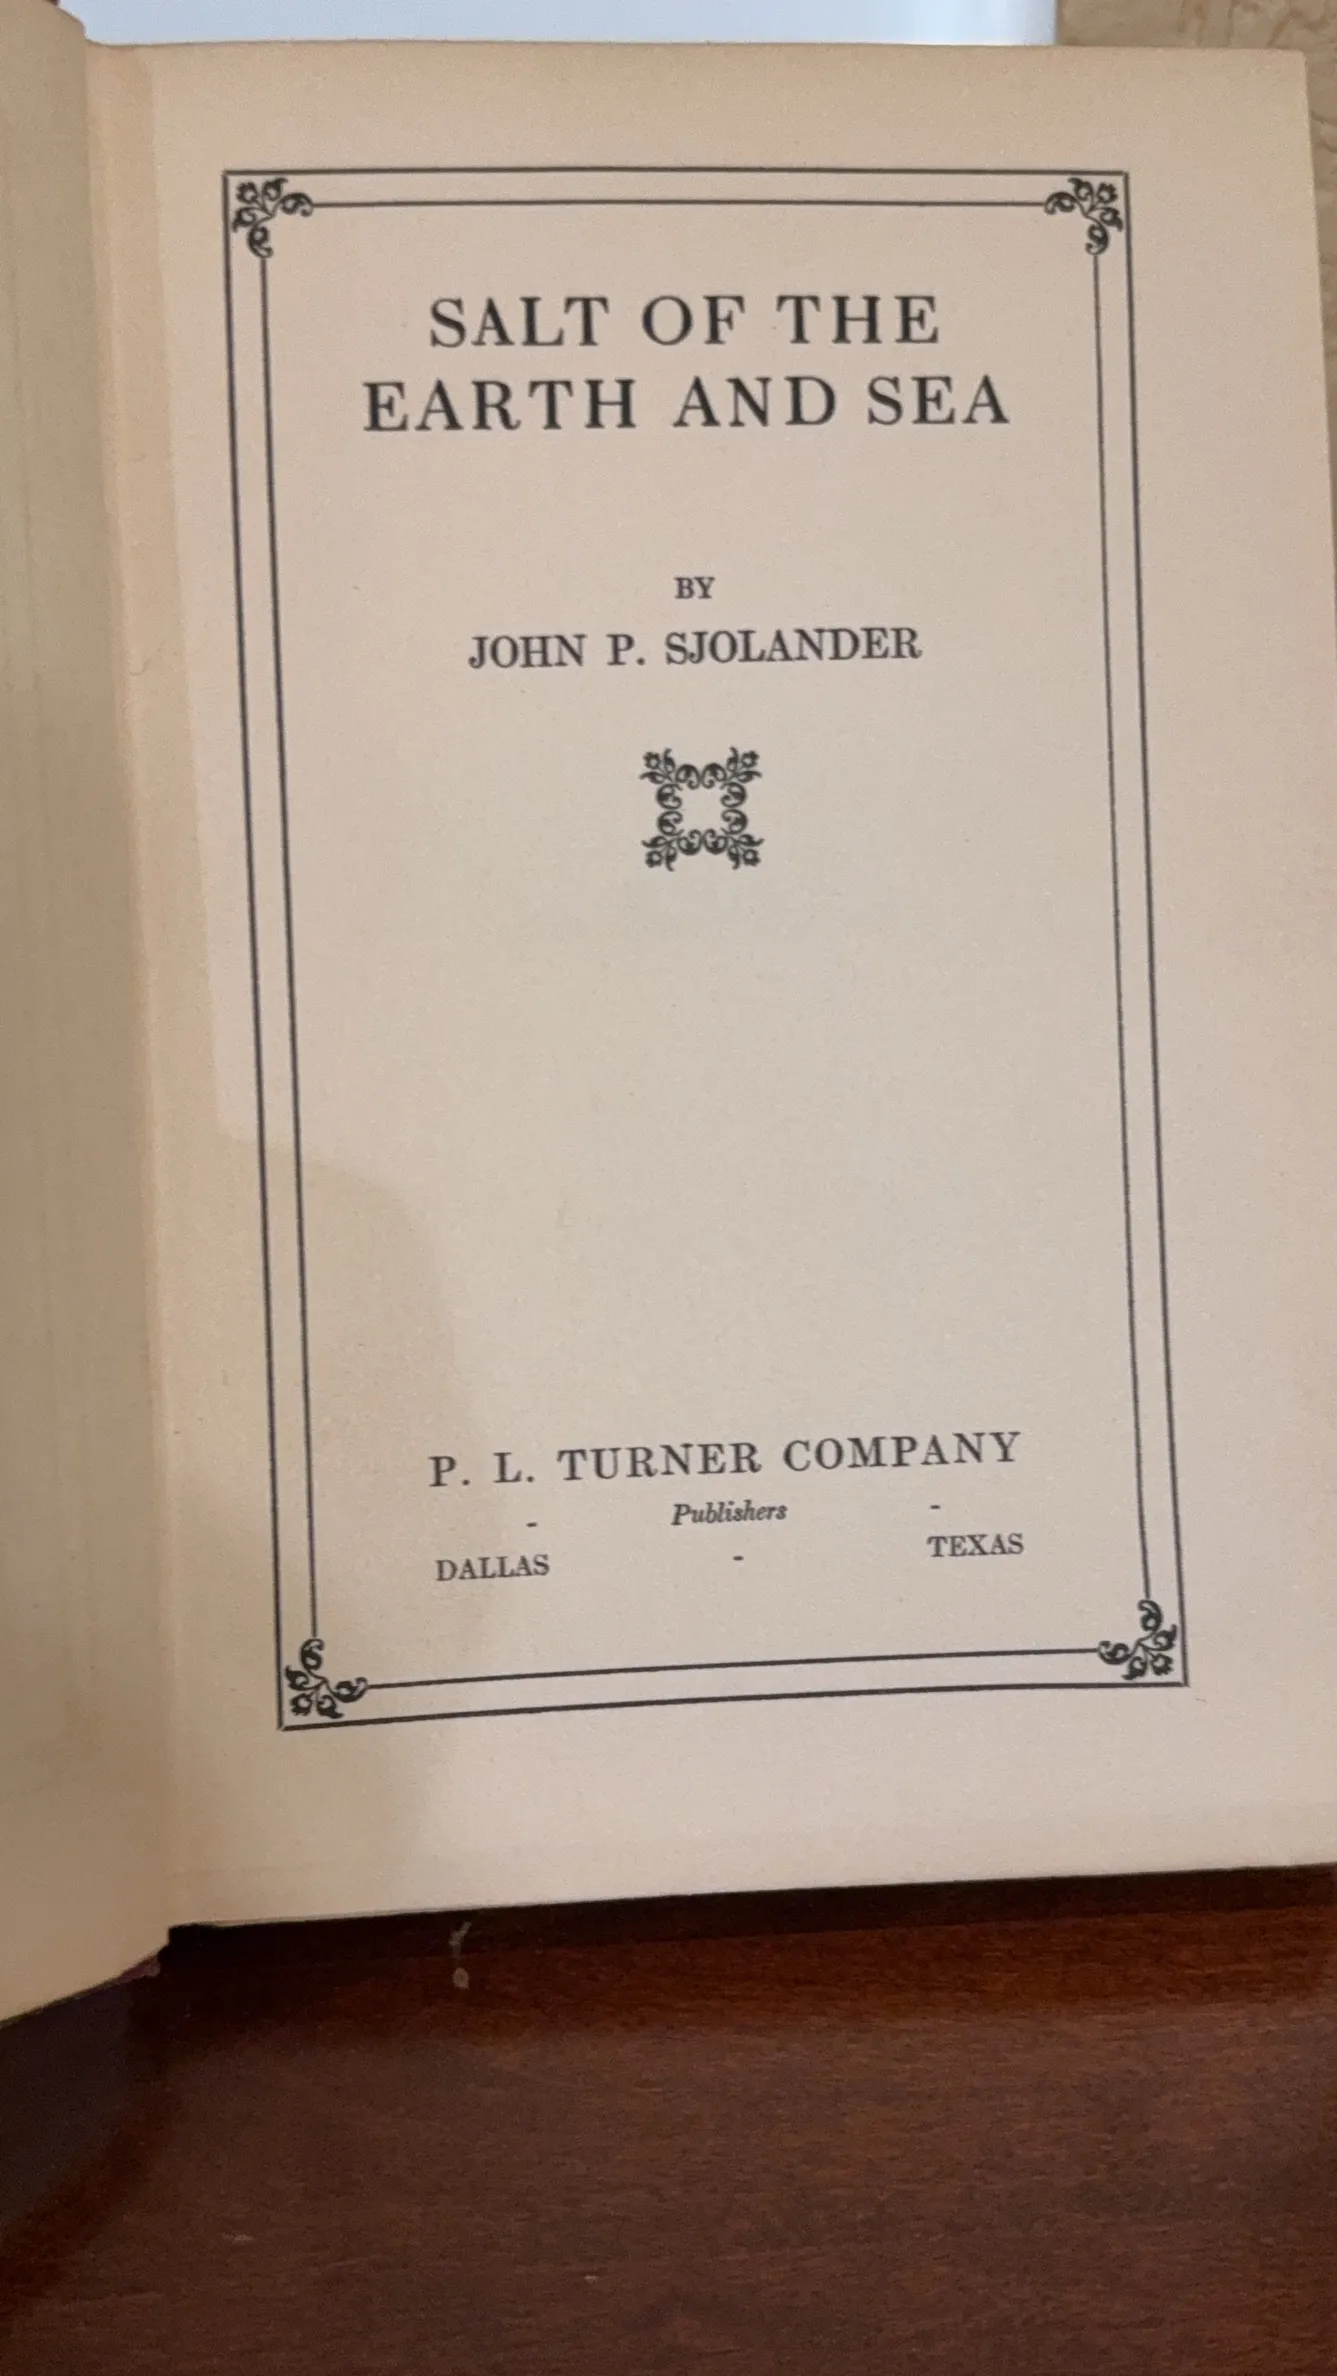 SALT OF THE
EARTH AND SEA
BY
JOHN P. SJOLANDER
P. L. TURNER COMPANY
- Publishers -
DALLAS - TEXAS